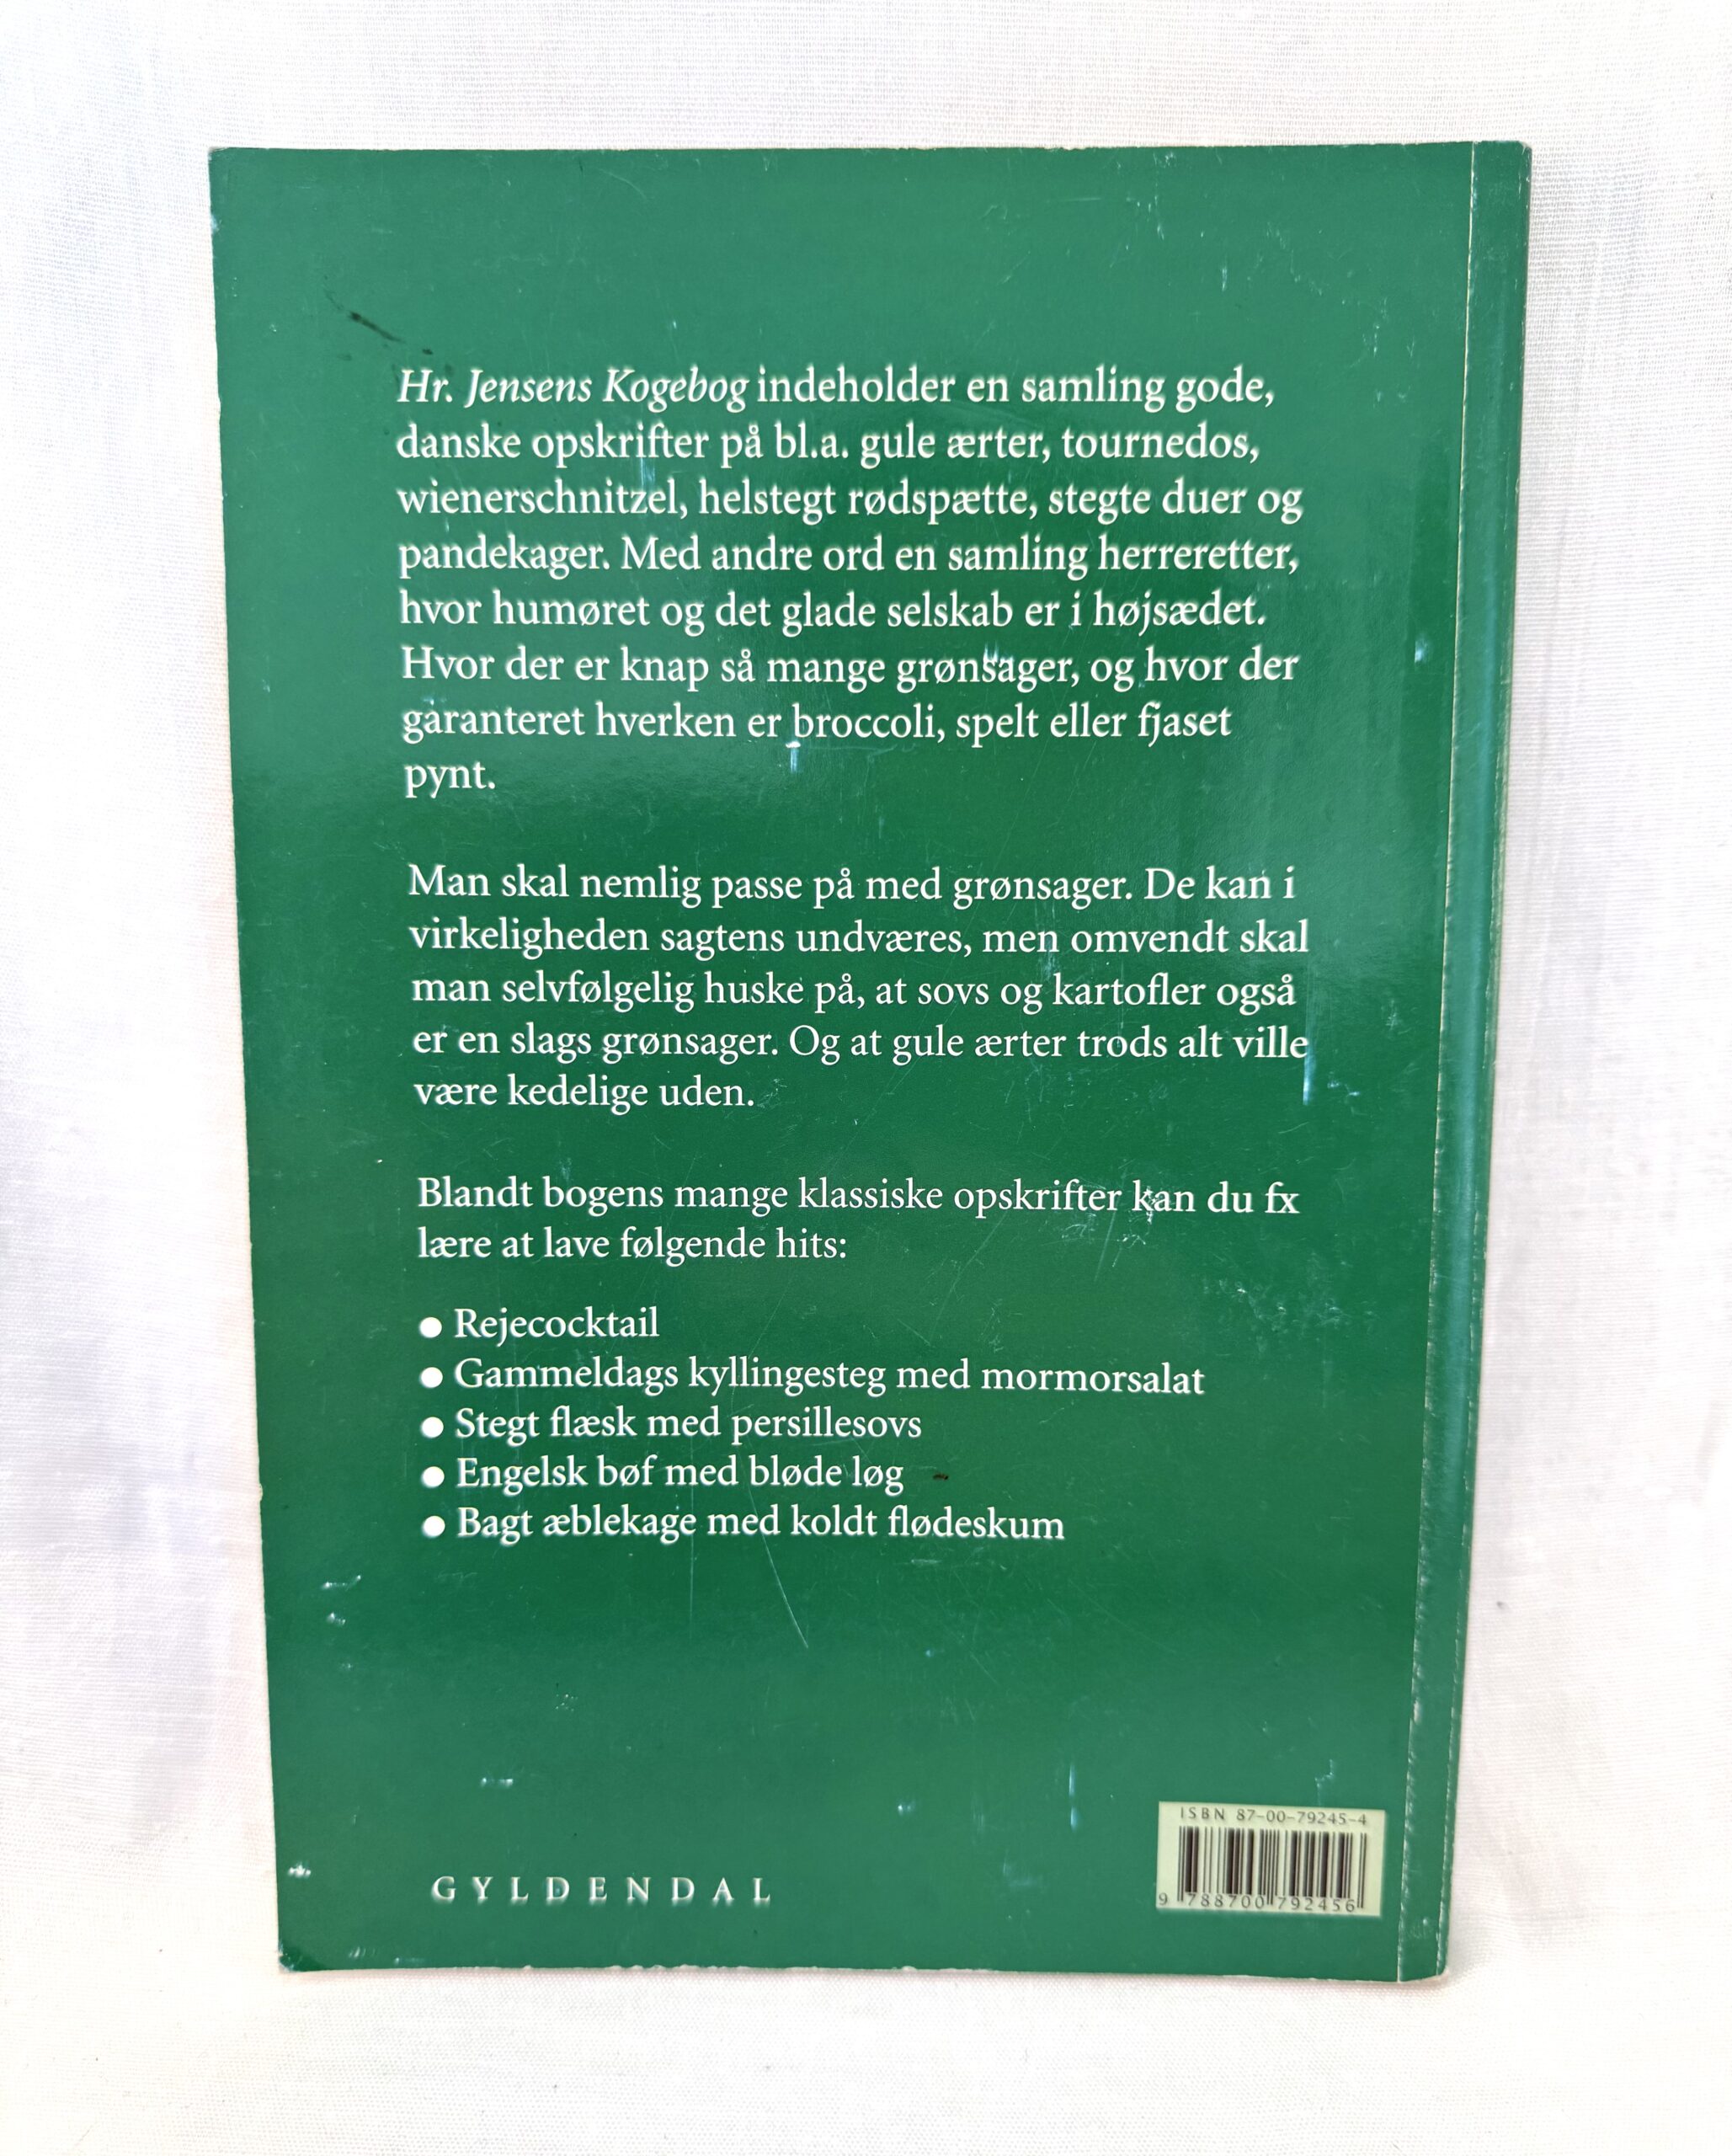 Hr. Jensens Kogebog indeholder en samling gode,
danske opskrifter på bl.a. gule ærter, tournedos,
wienerschnitzel, helstegt rødspætte, stegte duer og
pandekager. Med andre ord en samling herreretter,
hvor humøret og det glade selskab er i højsædet.
Hvor der er knap så mange grønsager, og hvor der
garanteret hverken er broccoli, spelt eller fjaset
pynt.
Man skal nemlig passe på med grønsager. De kan i
virkeligheden sagtens undværes, men omvendt skal
man selvfølgelig huske på, at sovs og kartofler også
er en slags grønsager. Og at gule ærter trods alt ville
være kedelige uden.
Blandt bogens mange klassiske opskrifter kan du fx
lære at lave følgende hits:
● Rejecocktail
● Gammeldags kyllingesteg med mormorsalat
● Stegt flæsk med persillesovs
● Engelsk bøf med bløde løg
● Bagt æblekage med koldt flødeskum
GYLDENDAL
ISBN 87-00-79245-4
9 788700 792456